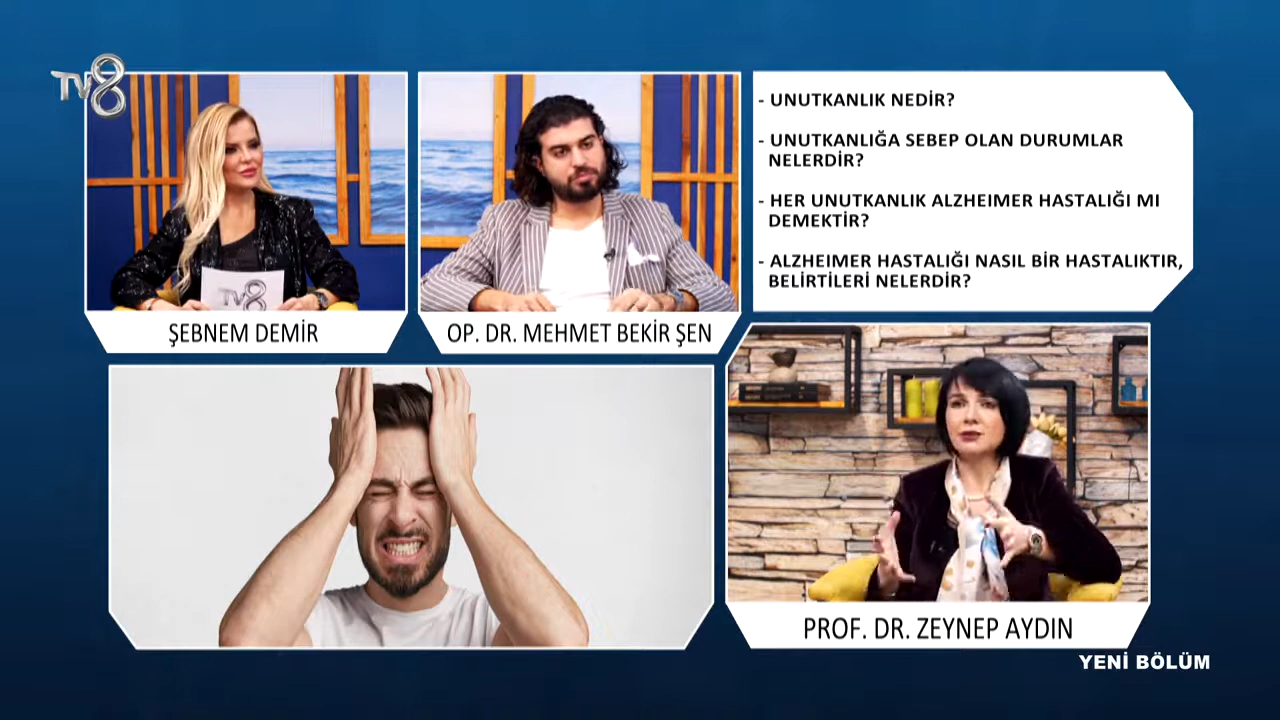 TV8
- UNUTKANLIK NEDİR?
- UNUTKANLIĞA SEBEP OLAN DURUMLAR
NELERDİR?
- HER UNUTKANLIK ALZHEIMER HASTALIĞI MI
DEMEKTİR?
- ALZHEIMER HASTALIĞI NASIL BİR HASTALIKTIR,
BELİRTİLERİ NELERDİR?
TV8
ŞEBNEM DEMİR
OP. DR. MEHMET BEKİR ŞEN
PROF. DR. ZEYNEP AYDIN
YENİ BÖLÜM